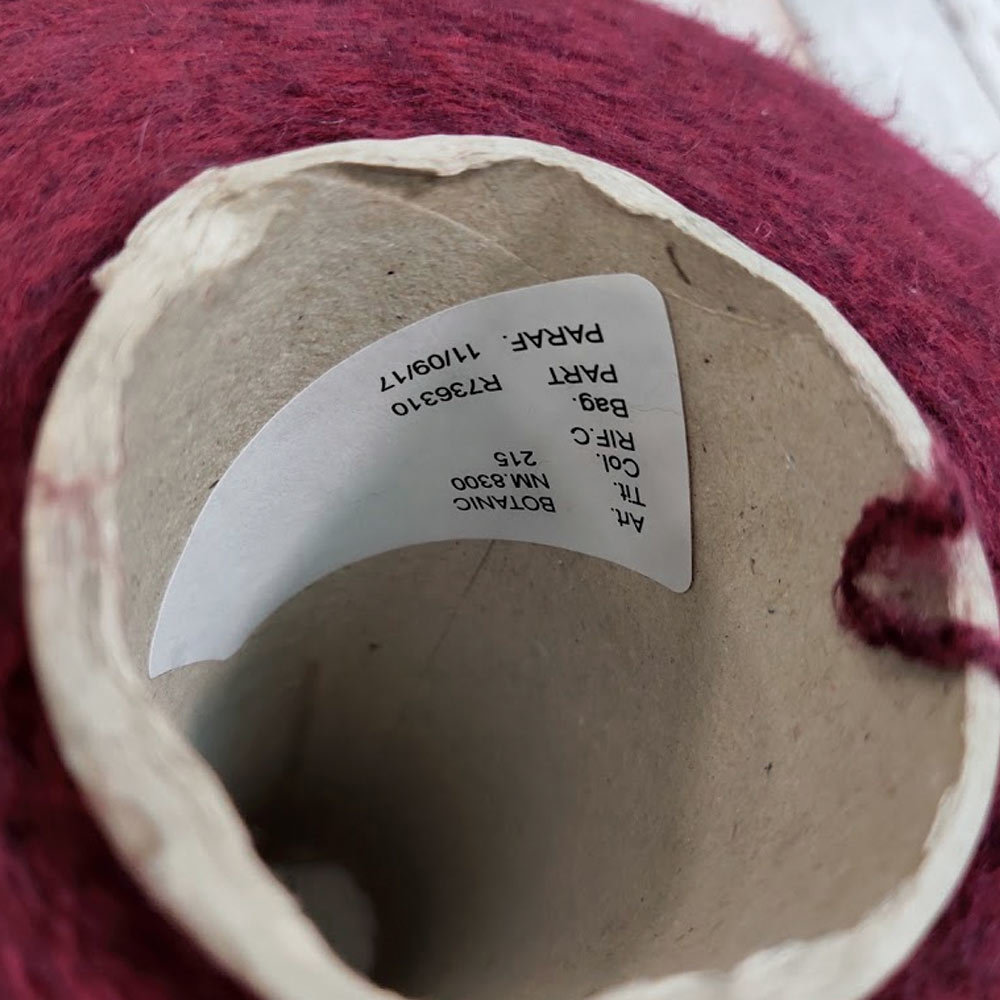 Art. BOTANIC
Tit. NM.8300
Col. 215
RIF.C
Bag. R736310
PART 11/09/17
PARAF.